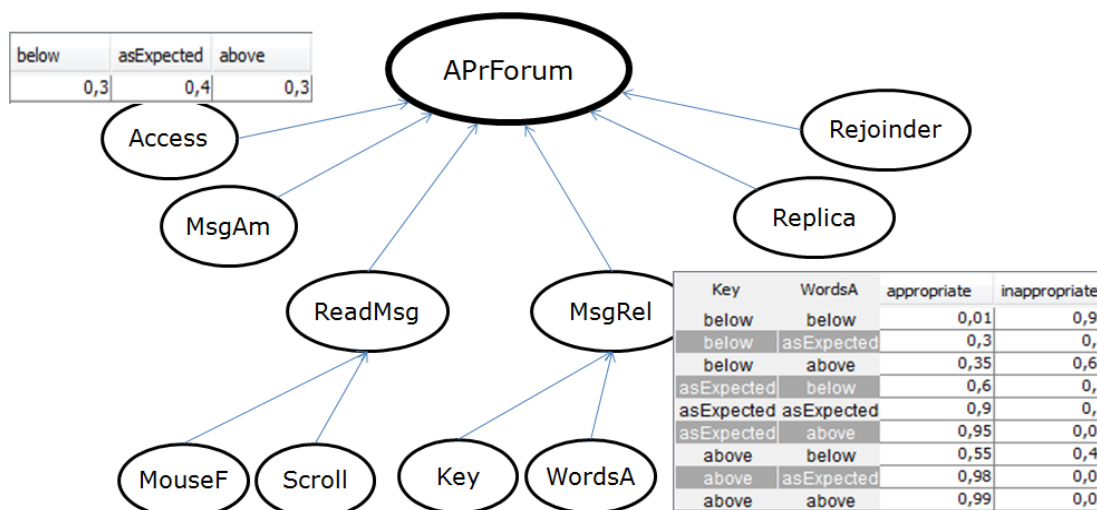 below asExpected above
0,3 0,4 0,3
APrForum
Access
Rejoinder
MsgAm
Replica
ReadMsg
MsgRel
MouseF
Scroll
Key
WordsA
Key WordsA appropriate inappropriate
below below 0,01 0,9
below asExpected 0,3 0,
below above 0,35 0,6
asExpected below 0,6 0,
asExpected asExpected 0,9 0,
asExpected above 0,95 0,0
above below 0,55 0,4
above asExpected 0,98 0,0
above above 0,99 0,0